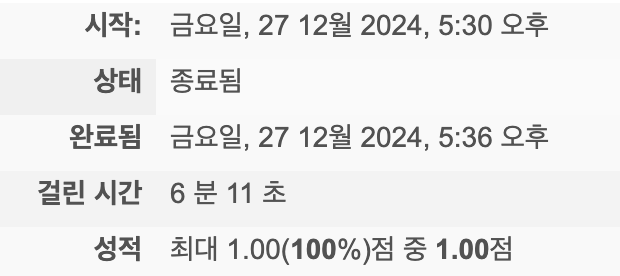 시작: 금요일, 27 12월 2024, 5:30 오후
상태 종료됨
완료됨 금요일, 27 12월 2024, 5:36 오후
걸린 시간 6 분 11 초
성적 최대 1.00(100%)점 중 1.00점